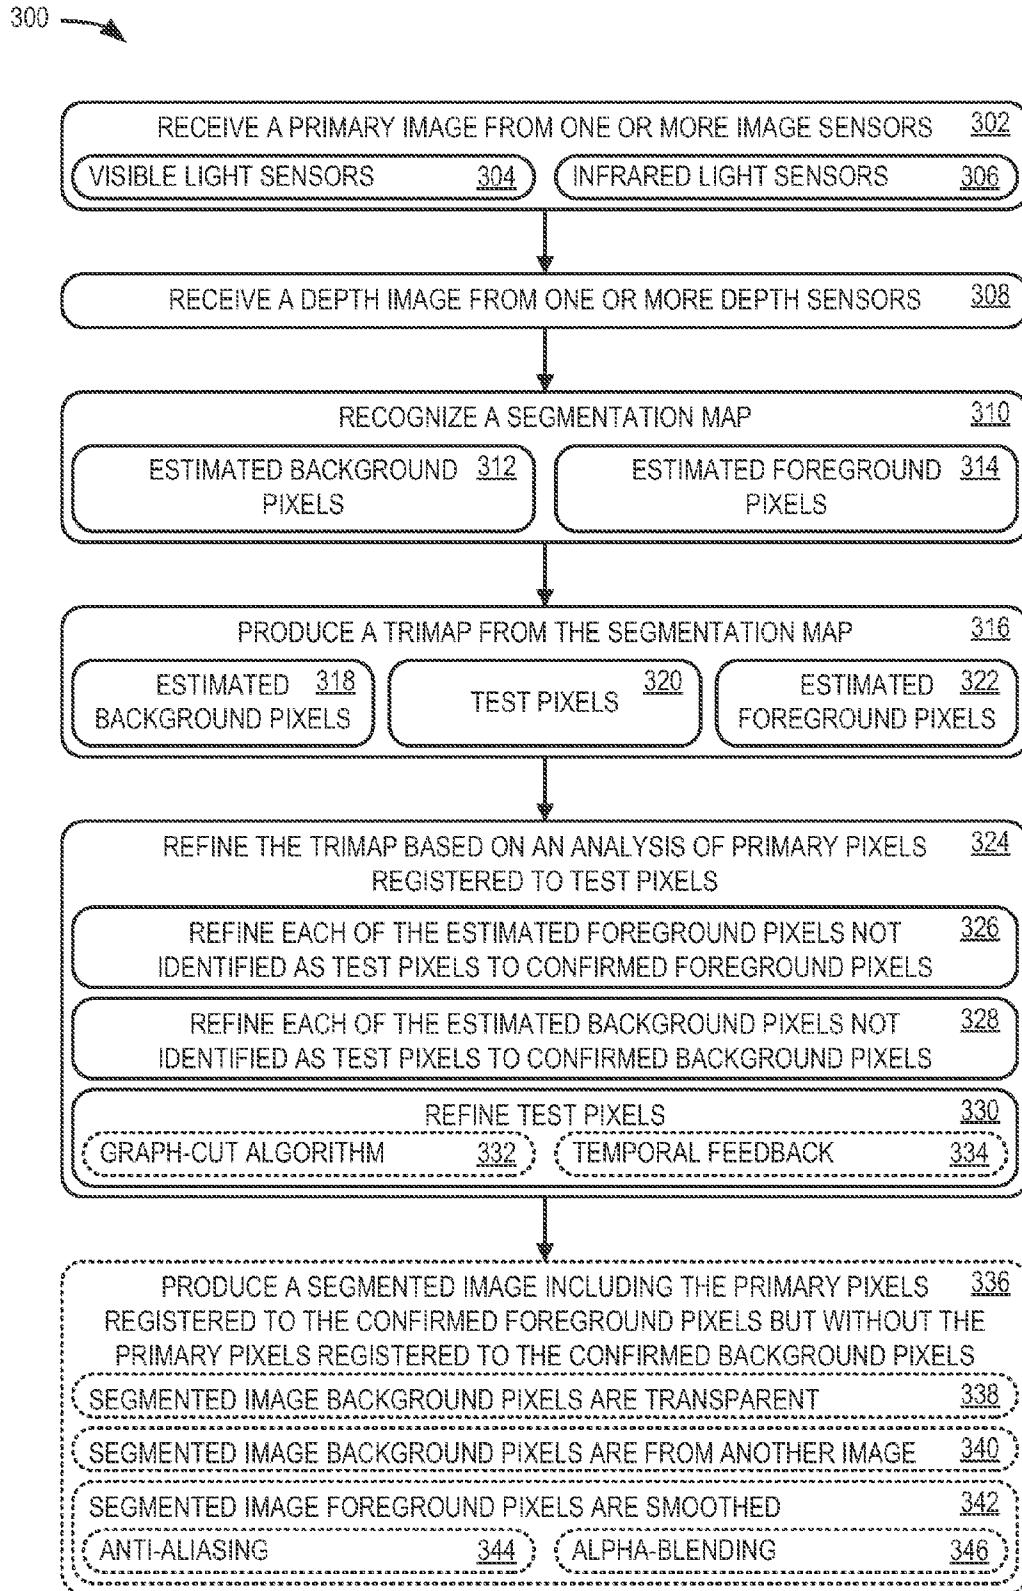 300
RECEIVE A PRIMARY IMAGE FROM ONE OR MORE IMAGE SENSORS 302
VISIBLE LIGHT SENSORS 304
INFRARED LIGHT SENSORS 306
RECEIVE A DEPTH IMAGE FROM ONE OR MORE DEPTH SENSORS 308
RECOGNIZE A SEGMENTATION MAP 310
ESTIMATED BACKGROUND 312
PIXELS
ESTIMATED FOREGROUND 314
PIXELS
PRODUCE A TRIMAP FROM THE SEGMENTATION MAP 316
ESTIMATED 318
BACKGROUND PIXELS
TEST PIXELS 320
ESTIMATED 322
FOREGROUND PIXELS
REFINE THE TRIMAP BASED ON AN ANALYSIS OF PRIMARY PIXELS 324
REGISTERED TO TEST PIXELS
REFINE EACH OF THE ESTIMATED FOREGROUND PIXELS NOT 326
IDENTIFIED AS TEST PIXELS TO CONFIRMED FOREGROUND PIXELS
REFINE EACH OF THE ESTIMATED BACKGROUND PIXELS NOT 328
IDENTIFIED AS TEST PIXELS TO CONFIRMED BACKGROUND PIXELS
REFINE TEST PIXELS 330
GRAPH-CUT ALGORITHM 332
TEMPORAL FEEDBACK 334
PRODUCE A SEGMENTED IMAGE INCLUDING THE PRIMARY PIXELS 336
REGISTERED TO THE CONFIRMED FOREGROUND PIXELS BUT WITHOUT THE
PRIMARY PIXELS REGISTERED TO THE CONFIRMED BACKGROUND PIXELS
SEGMENTED IMAGE BACKGROUND PIXELS ARE TRANSPARENT 338
SEGMENTED IMAGE BACKGROUND PIXELS ARE FROM ANOTHER IMAGE 340
SEGMENTED IMAGE FOREGROUND PIXELS ARE SMOOTHED 342
ANTI-ALIASING 344
ALPHA-BLENDING 346